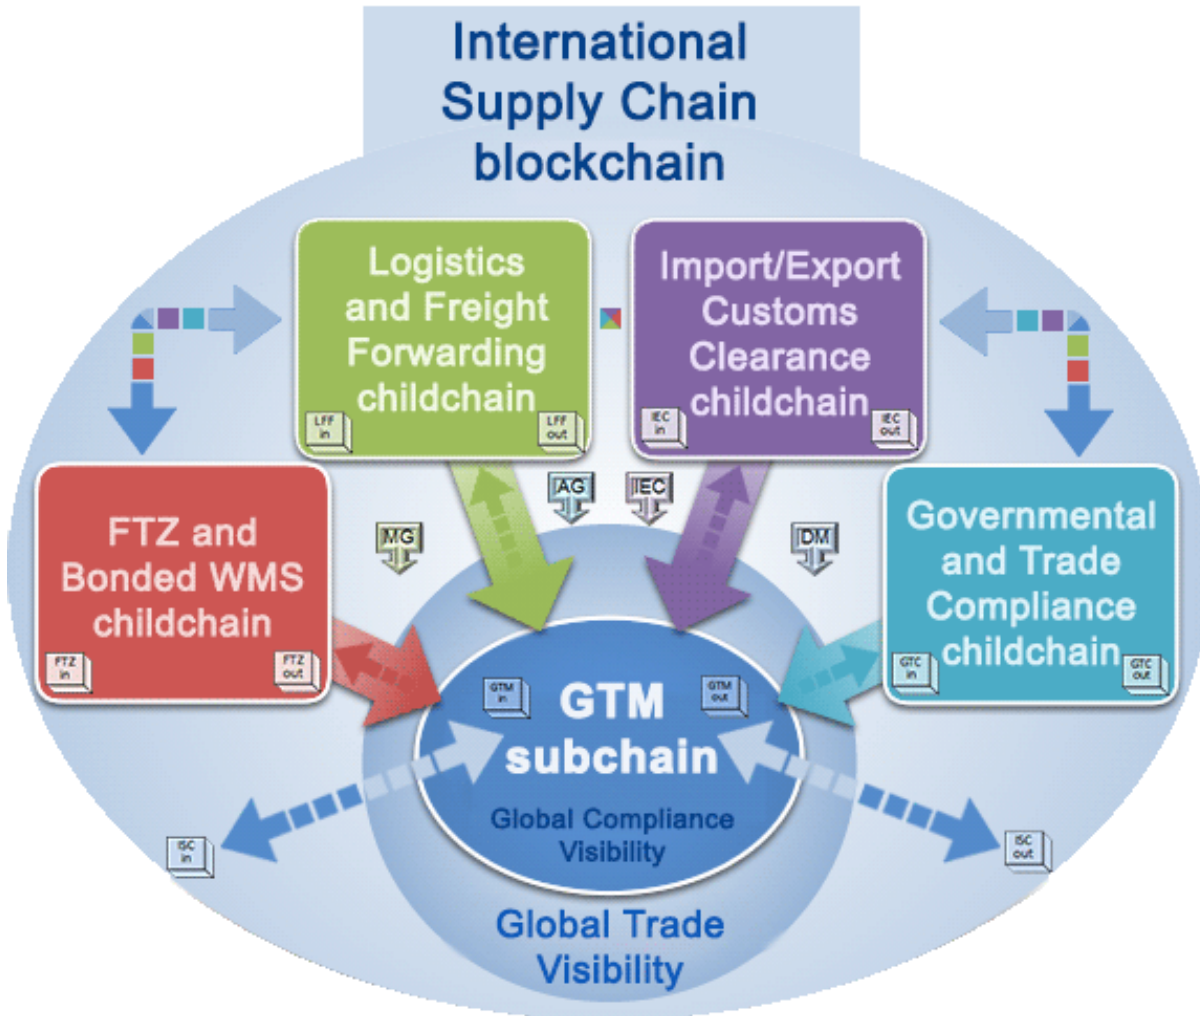 International
Supply Chain
blockchain
Logistics
and Freight
Forwarding
childchain
LFF
in
LFF
out
Import/Export
Customs
Clearance
childchain
IEC
in
IEC
out
FTZ and
Bonded WMS
childchain
FTZ
in
FTZ
out
MG
AG
IEC
DM
Governmental
and Trade
Compliance
childchain
GTC
in
GTC
out
GTM
in
GTM
out
GTM
subchain
Global Compliance
Visibility
ISC
in
ISC
out
Global Trade
Visibility